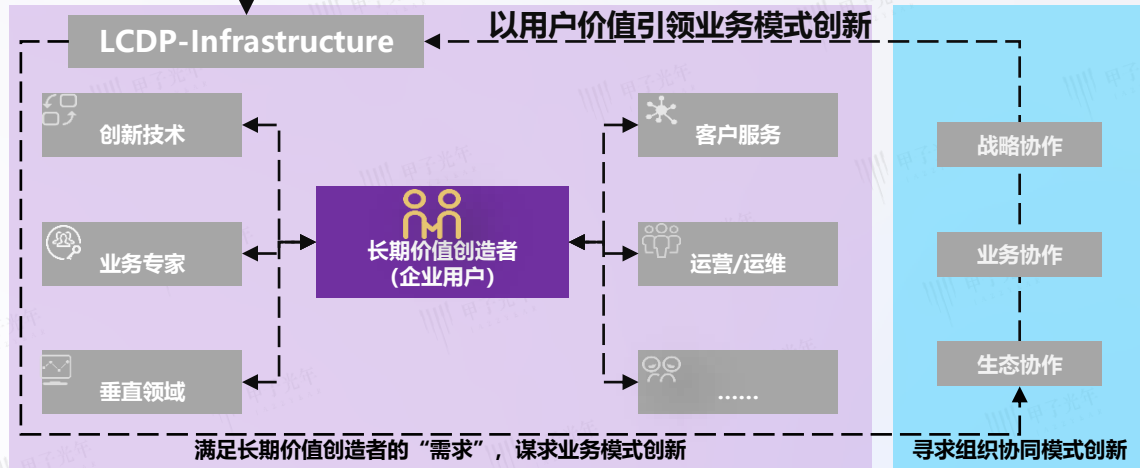 以用户价值引领业务模式创新
LCDP-Infrastructure
创新技术
业务专家
垂直领域
长期价值创造者
(企业用户)
客户服务
运营/运维
......
战略协作
业务协作
生态协作
满足长期价值创造者的“需求”，谋求业务模式创新
寻求组织协同模式创新
甲子光年